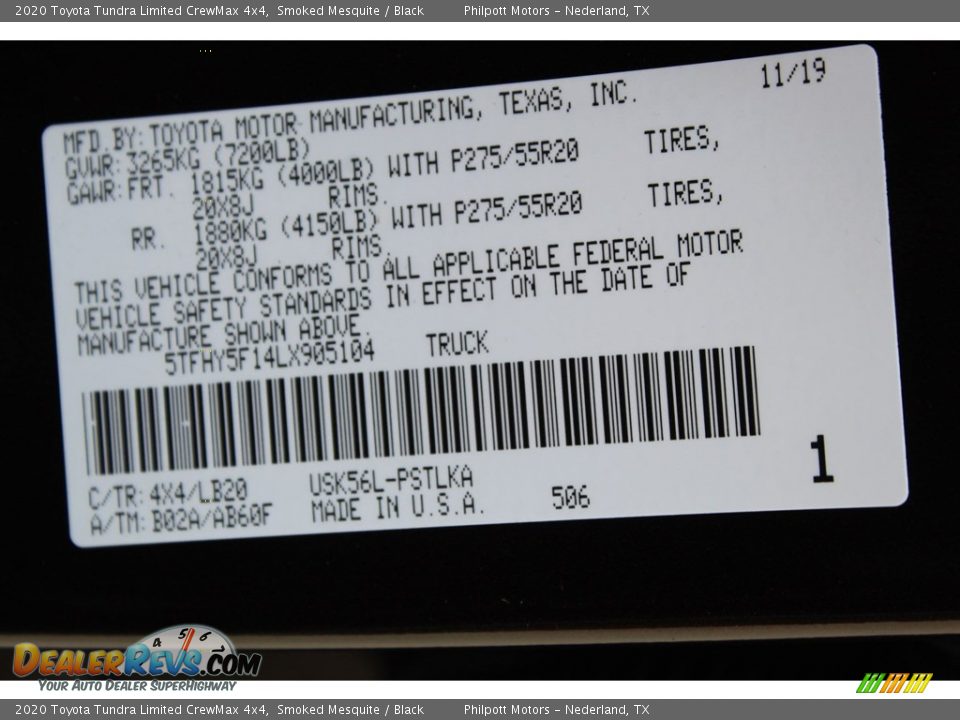 2020 Toyota Tundra Limited CrewMax 4x4, Smoked Mesquite / Black Philpott Motors - Nederland, TX
11/19
MFD.BY:TOYOTA MOTOR MANUFACTURING, TEXAS, INC.
GVWR:3265KG (7200LB)
GAWR:FRT. 1815KG (4000LB) WITH P275/55R20 TIRES,
20X8J RIMS.
RR. 1880KG (4150LB) WITH P275/55R20 TIRES,
20X8J RIMS.
THIS VEHICLE CONFORMS TO ALL APPLICABLE FEDERAL MOTOR
VEHICLE SAFETY STANDARDS IN EFFECT ON THE DATE OF
MANUFACTURE SHOWN ABOVE.
5TFHY5F14LX905104 TRUCK
C/TR:4X4/LB20 USK56L-PSTLKA
A/TM:B02A/AB60F MADE IN U.S.A. 506
1
4 5 6
DEALERREVS.COM
YOUR AUTO DEALER SUPERHIGHWAY
2020 Toyota Tundra Limited CrewMax 4x4, Smoked Mesquite / Black Philpott Motors - Nederland, TX